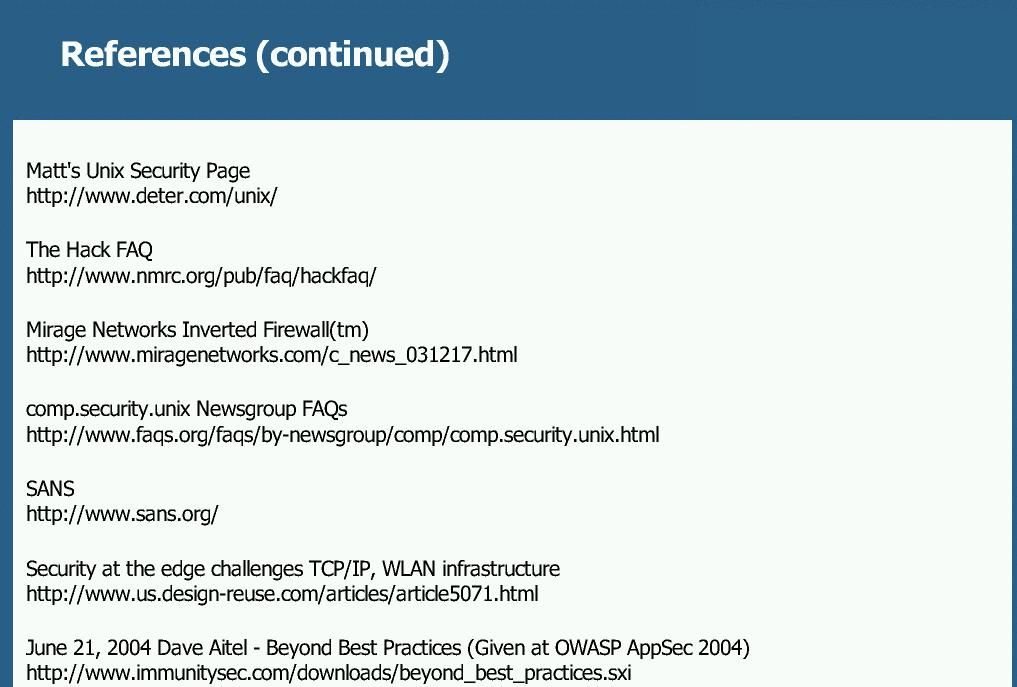 References (continued)
Matt's Unix Security Page
http://www.deter.com/unix/
The Hack FAQ
http://www.nmrc.org/pub/faq/hackfaq/
Mirage Networks Inverted Firewall(tm)
http://www.miragenetworks.com/c_news_031217.html
comp.security.unix Newsgroup FAQs
http://www.faqs.org/faqs/by-newsgroup/comp/comp.security.unix.html
SANS
http://www.sans.org/
Security at the edge challenges TCP/IP, WLAN infrastructure
http://www.us.design-reuse.com/articles/article5071.html
June 21, 2004 Dave Aitel - Beyond Best Practices (Given at OWASP AppSec 2004)
http://www.immunitysec.com/downloads/beyond_best_practices.sxi